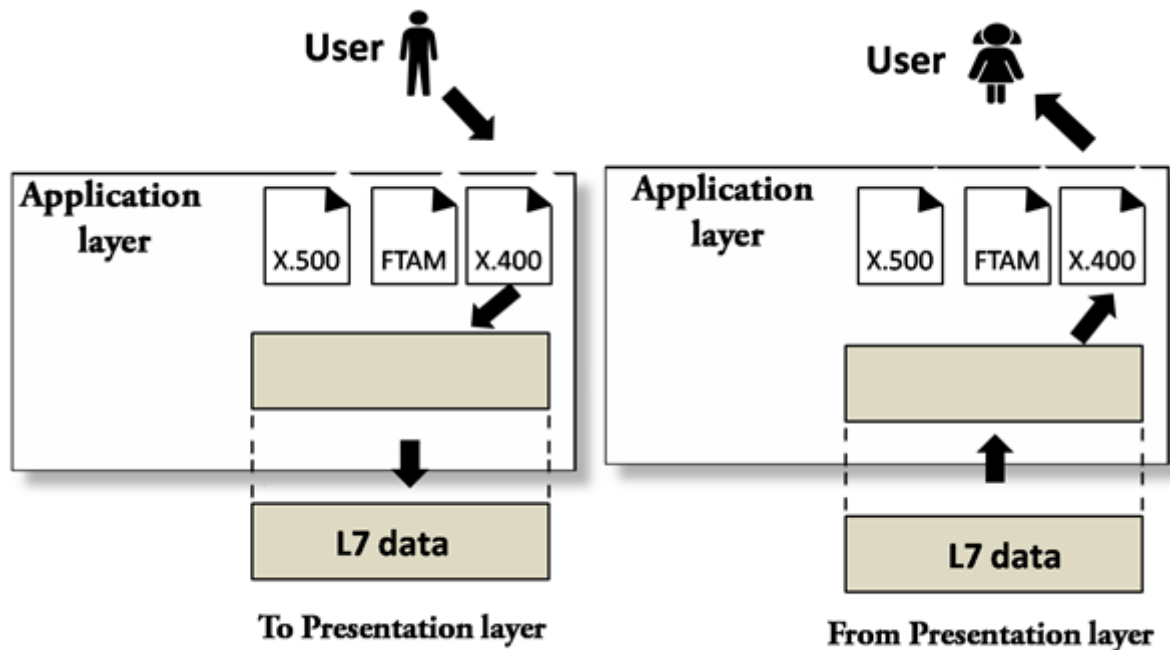 User
Application
layer
X.500 FTAM X.400
L7 data
To Presentation layer
User
Application
layer
X.500 FTAM X.400
L7 data
From Presentation layer